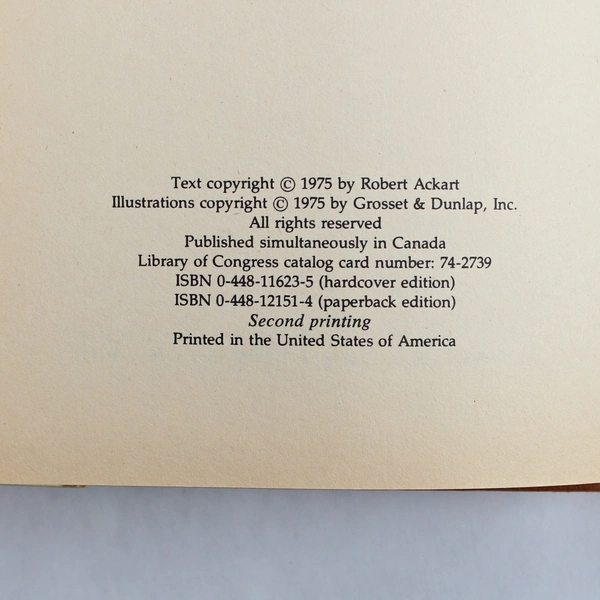 Text copyright © 1975 by Robert Ackart
Illustrations copyright © 1975 by Grosset & Dunlap, Inc.
All rights reserved
Published simultaneously in Canada
Library of Congress catalog card number: 74-2739
ISBN 0-448-11623-5 (hardcover edition)
ISBN 0-448-12151-4 (paperback edition)
Second printing
Printed in the United States of America